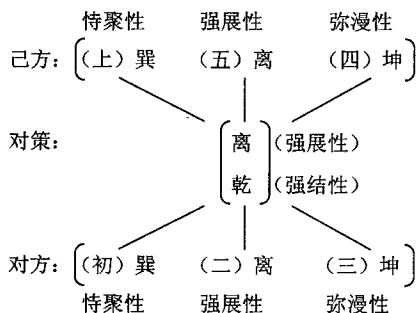 恃聚性 强展性 弥漫性
己方：（上）巽 （五）离 （四）坤
对策： 离（强展性）
乾（强结性）
对方：（初）巽 （二）离 （三）坤
恃聚性 强展性 弥漫性